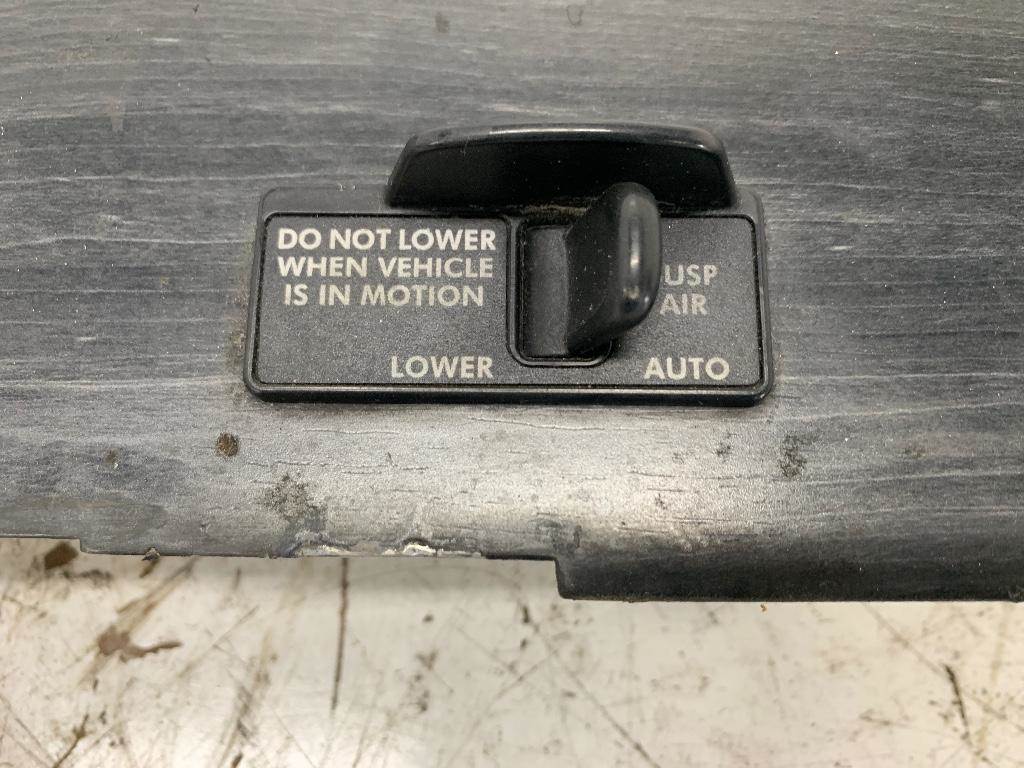 DO NOT LOWER
WHEN VEHICLE
IS IN MOTION
LOWER
USP
AIR
AUTO